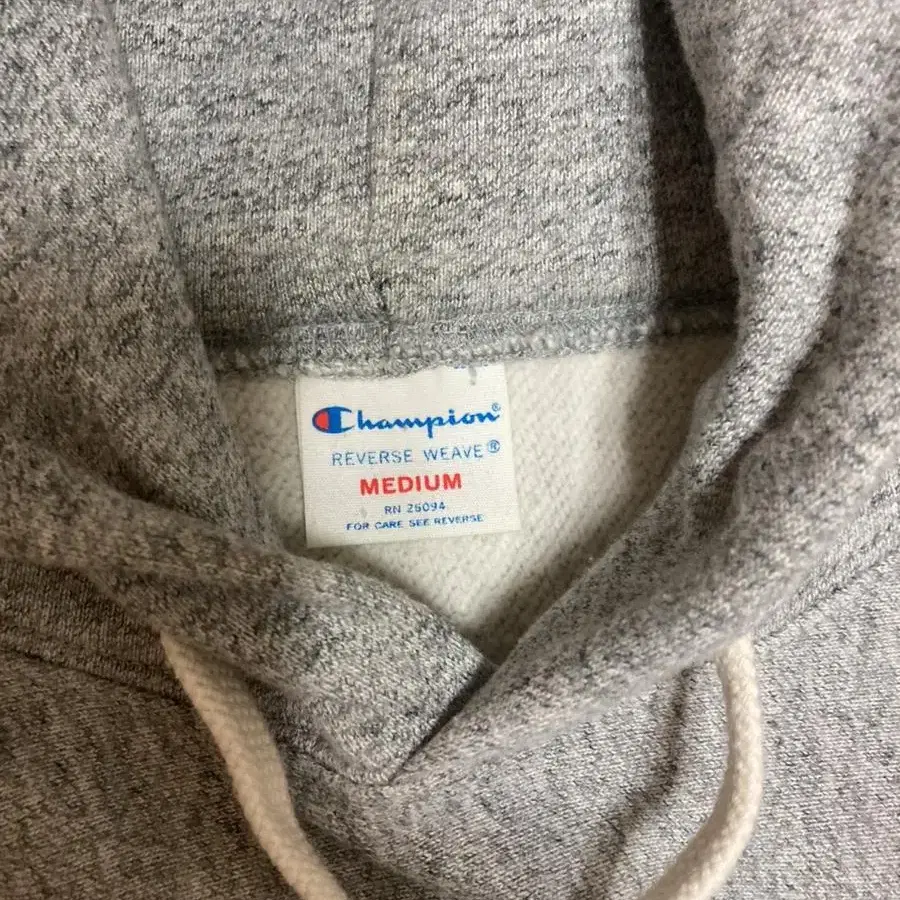 Champion®
REVERSE WEAVE®
MEDIUM
RN 26094
FOR CARE SEE REVERSE